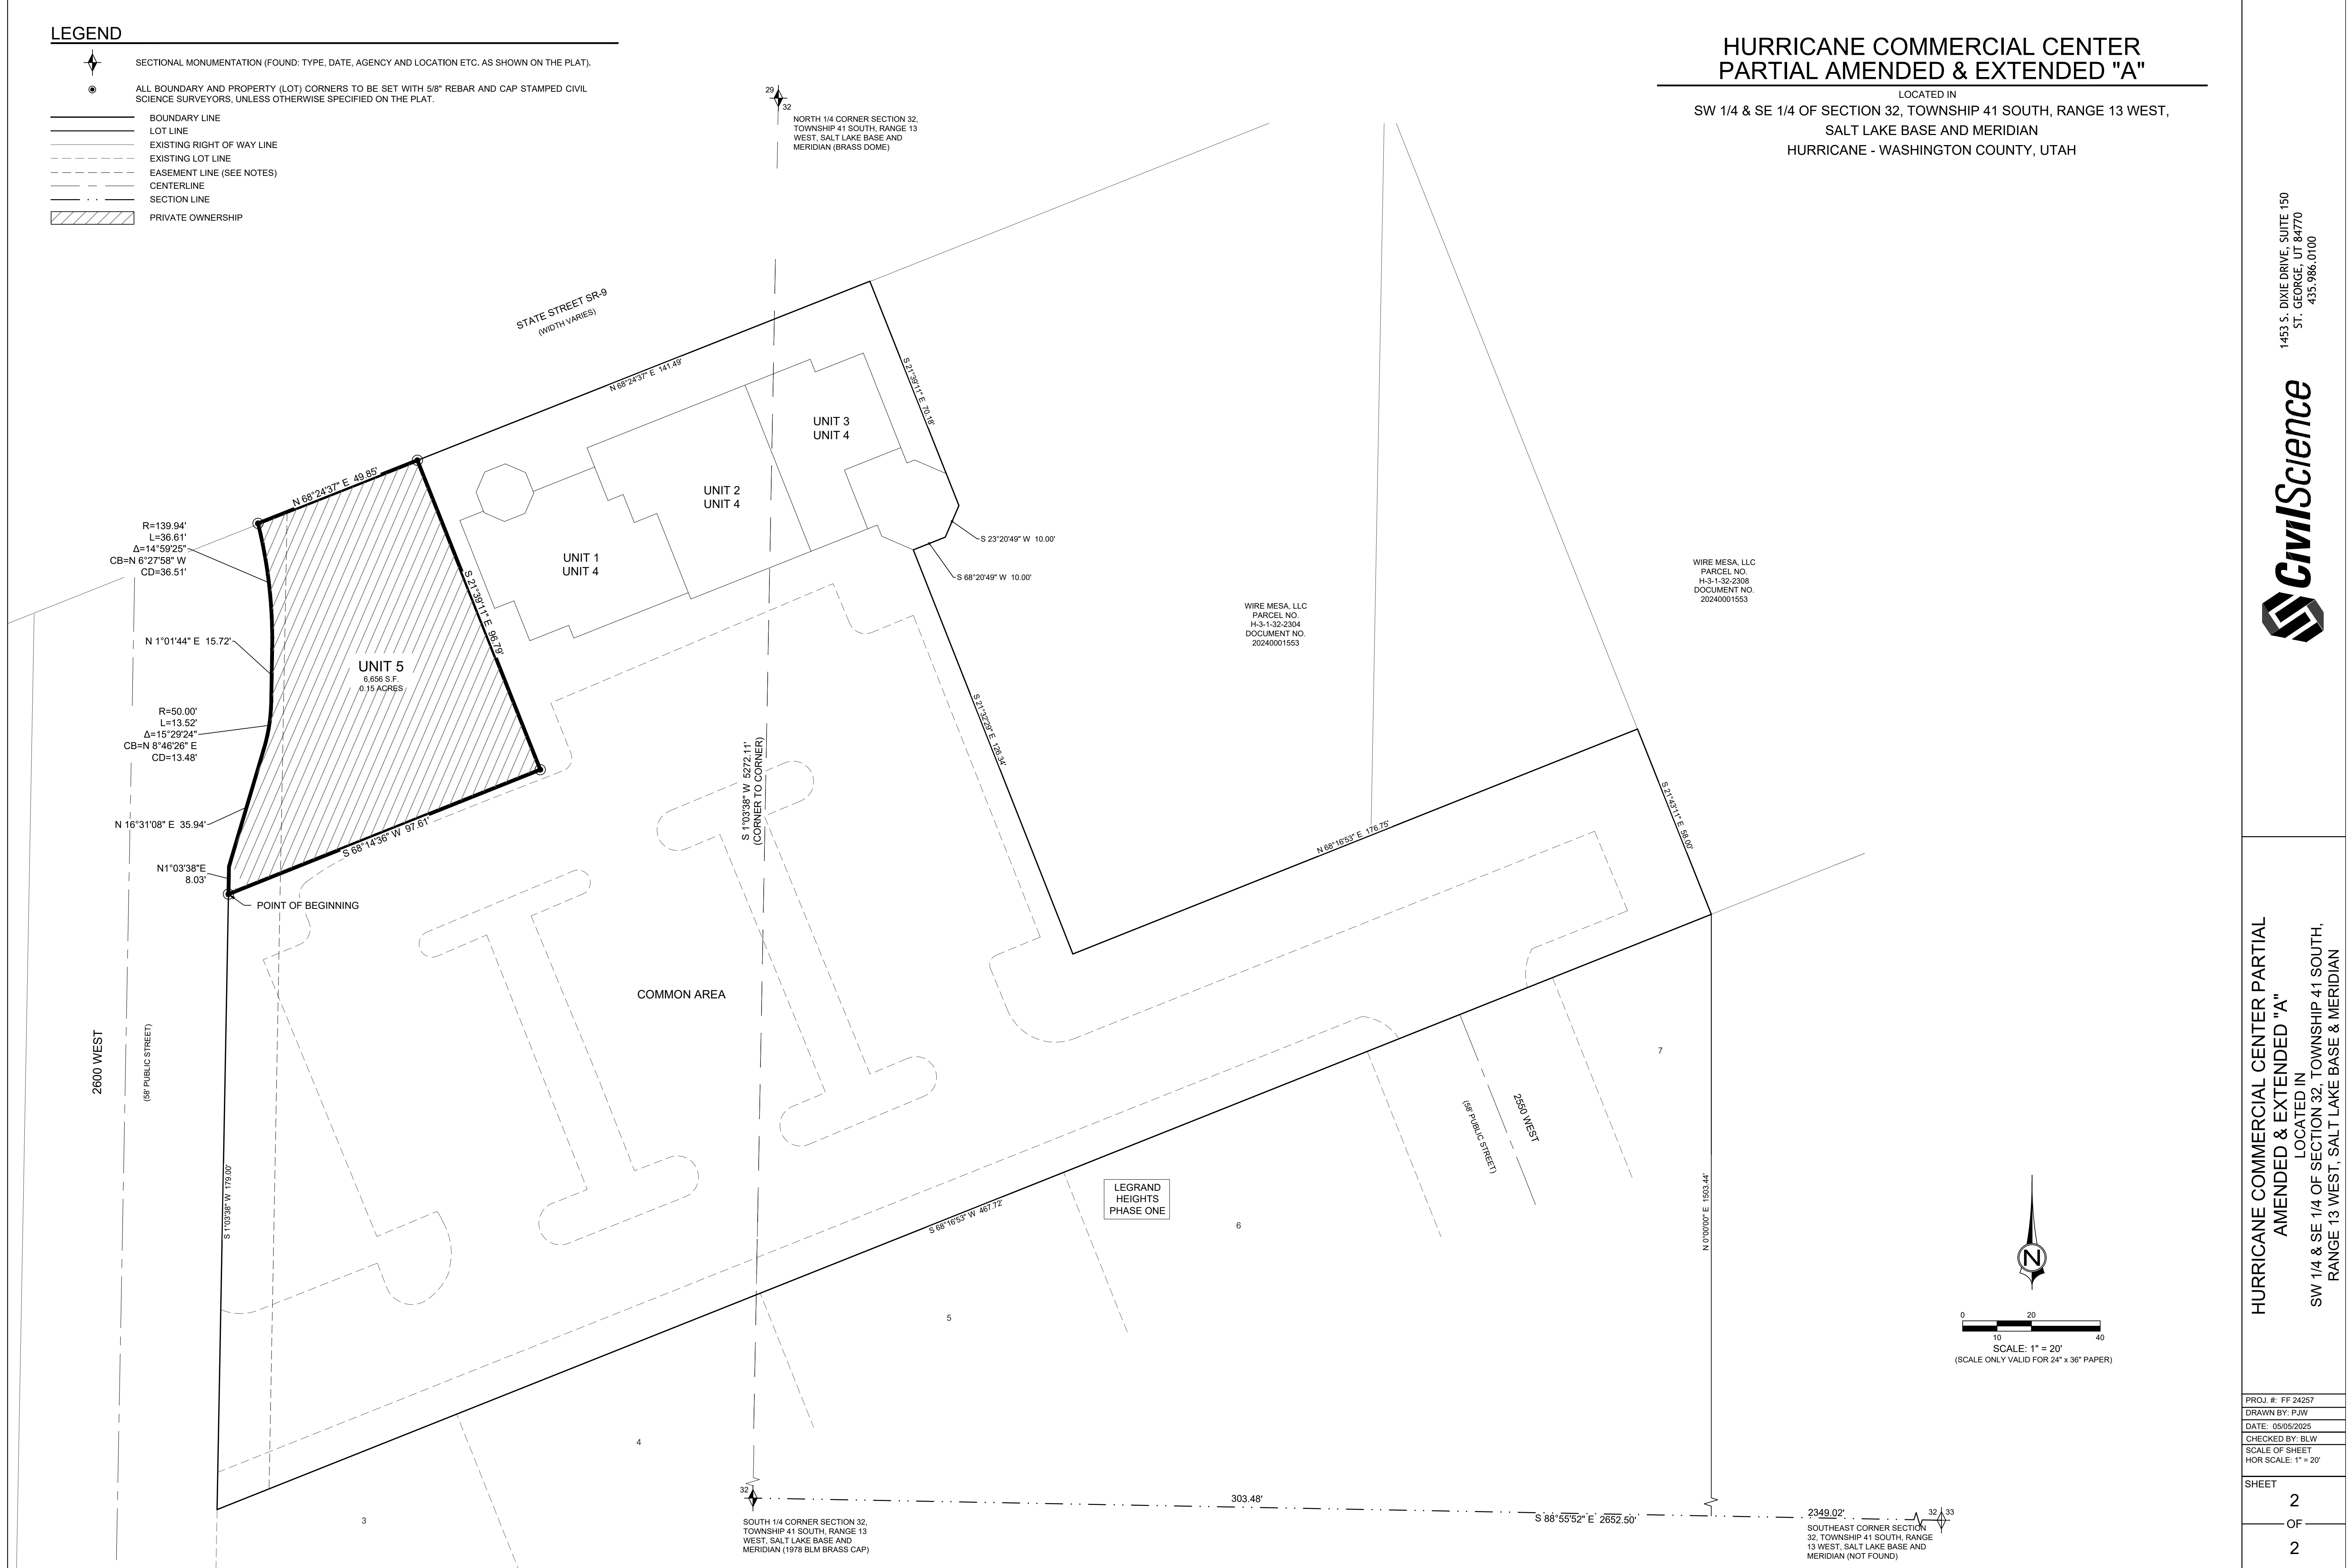 LEGEND
SECTIONAL MONUMENTATION (FOUND: TYPE, DATE, AGENCY AND LOCATION ETC. AS SHOWN ON THE PLAT).
ALL BOUNDARY AND PROPERTY (LOT) CORNERS TO BE SET WITH 5/8" REBAR AND CAP STAMPED CIVIL
SCIENCE SURVEYORS, UNLESS OTHERWISE SPECIFIED ON THE PLAT.
BOUNDARY LINE
LOT LINE
EXISTING RIGHT OF WAY LINE
EXISTING LOT LINE
EASEMENT LINE (SEE NOTES)
CENTERLINE
SECTION LINE
PRIVATE OWNERSHIP
HURRICANE COMMERCIAL CENTER
PARTIAL AMENDED & EXTENDED "A"
LOCATED IN
SW 1/4 & SE 1/4 OF SECTION 32, TOWNSHIP 41 SOUTH, RANGE 13 WEST,
SALT LAKE BASE AND MERIDIAN
HURRICANE - WASHINGTON COUNTY, UTAH
29
32
NORTH 1/4 CORNER SECTION 32,
TOWNSHIP 41 SOUTH, RANGE 13
WEST, SALT LAKE BASE AND
MERIDIAN (BRASS DOME)
STATE STREET SR-9
(WIDTH VARIES)
N 68°24'37" E 141.49'
S 21°39'11" E 70.18'
N 68°24'37" E 49.85'
UNIT 3
UNIT 4
UNIT 2
UNIT 4
UNIT 1
UNIT 4
S 23°20'49" W 10.00'
S 68°20'49" W 10.00'
R=139.94'
L=36.61'
Δ=14°59'25"
CB=N 6°27'58" W
CD=36.51'
S 21°39'11" E 96.79'
N 1°01'44" E 15.72'
UNIT 5
6,656 S.F.
0.15 ACRES
R=50.00'
L=13.52'
Δ=15°29'24"
CB=N 8°46'26" E
CD=13.48'
N 16°31'08" E 35.94'
S 68°14'36" W 97.61'
N1°03'38"E
8.03'
POINT OF BEGINNING
WIRE MESA, LLC
PARCEL NO.
H-3-1-32-2304
DOCUMENT NO.
20240001553
WIRE MESA, LLC
PARCEL NO.
H-3-1-32-2308
DOCUMENT NO.
20240001553
S 1°03'38" W 5272.11'
(CORNER TO CORNER)
S 21°32'29" E 126.34'
N 68°16'53" E 176.75'
S 21°43'11" E 58.00'
COMMON AREA
2600 WEST
(58' PUBLIC STREET)
S 1°03'38" W 179.00'
S 68°16'53" W 467.72'
LEGRAND
HEIGHTS
PHASE ONE
2550 WEST
(58' PUBLIC STREET)
N 0°00'00" E 1503.44'
7
6
5
4
3
N
0
20
10
40
SCALE: 1" = 20'
(SCALE ONLY VALID FOR 24" x 36" PAPER)
32
SOUTH 1/4 CORNER SECTION 32,
TOWNSHIP 41 SOUTH, RANGE 13
WEST, SALT LAKE BASE AND
MERIDIAN (1978 BLM BRASS CAP)
303.48'
S 88°55'52" E 2652.50'
2349.02'
32
33
SOUTHEAST CORNER SECTION
32, TOWNSHIP 41 SOUTH, RANGE
13 WEST, SALT LAKE BASE AND
MERIDIAN (NOT FOUND)
1453 S. DIXIE DRIVE, SUITE 150
ST. GEORGE, UT 84770
435.986.0100
CivilScience
HURRICANE COMMERCIAL CENTER PARTIAL
AMENDED & EXTENDED "A"
LOCATED IN
SW 1/4 & SE 1/4 OF SECTION 32, TOWNSHIP 41 SOUTH,
RANGE 13 WEST, SALT LAKE BASE & MERIDIAN
PROJ. #: FF 24257
DRAWN BY: PJW
DATE: 05/05/2025
CHECKED BY: BLW
SCALE OF SHEET
HOR SCALE: 1" = 20'
SHEET
2
OF
2